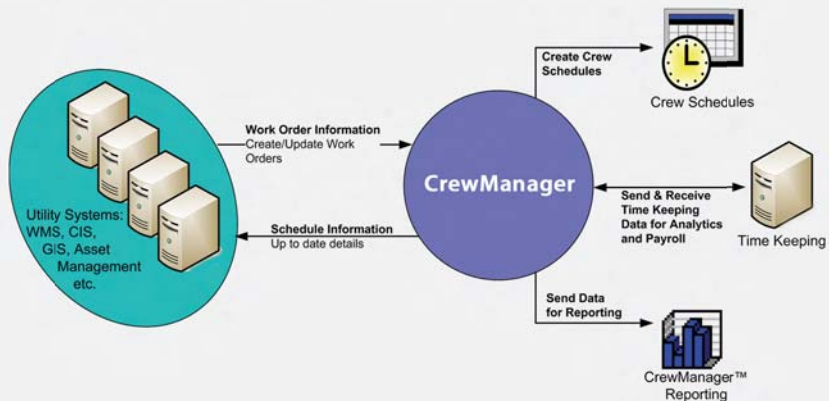 Utility Systems:
WMS, CIS,
GIS, Asset
Management
etc.
Work Order Information
Create/Update Work
Orders
Schedule Information
Up to date details
CrewManager
Create Crew
Schedules
Crew Schedules
Send & Receive
Time Keeping
Data for Analytics
and Payroll
Time Keeping
Send Data
for Reporting
CrewManager™
Reporting